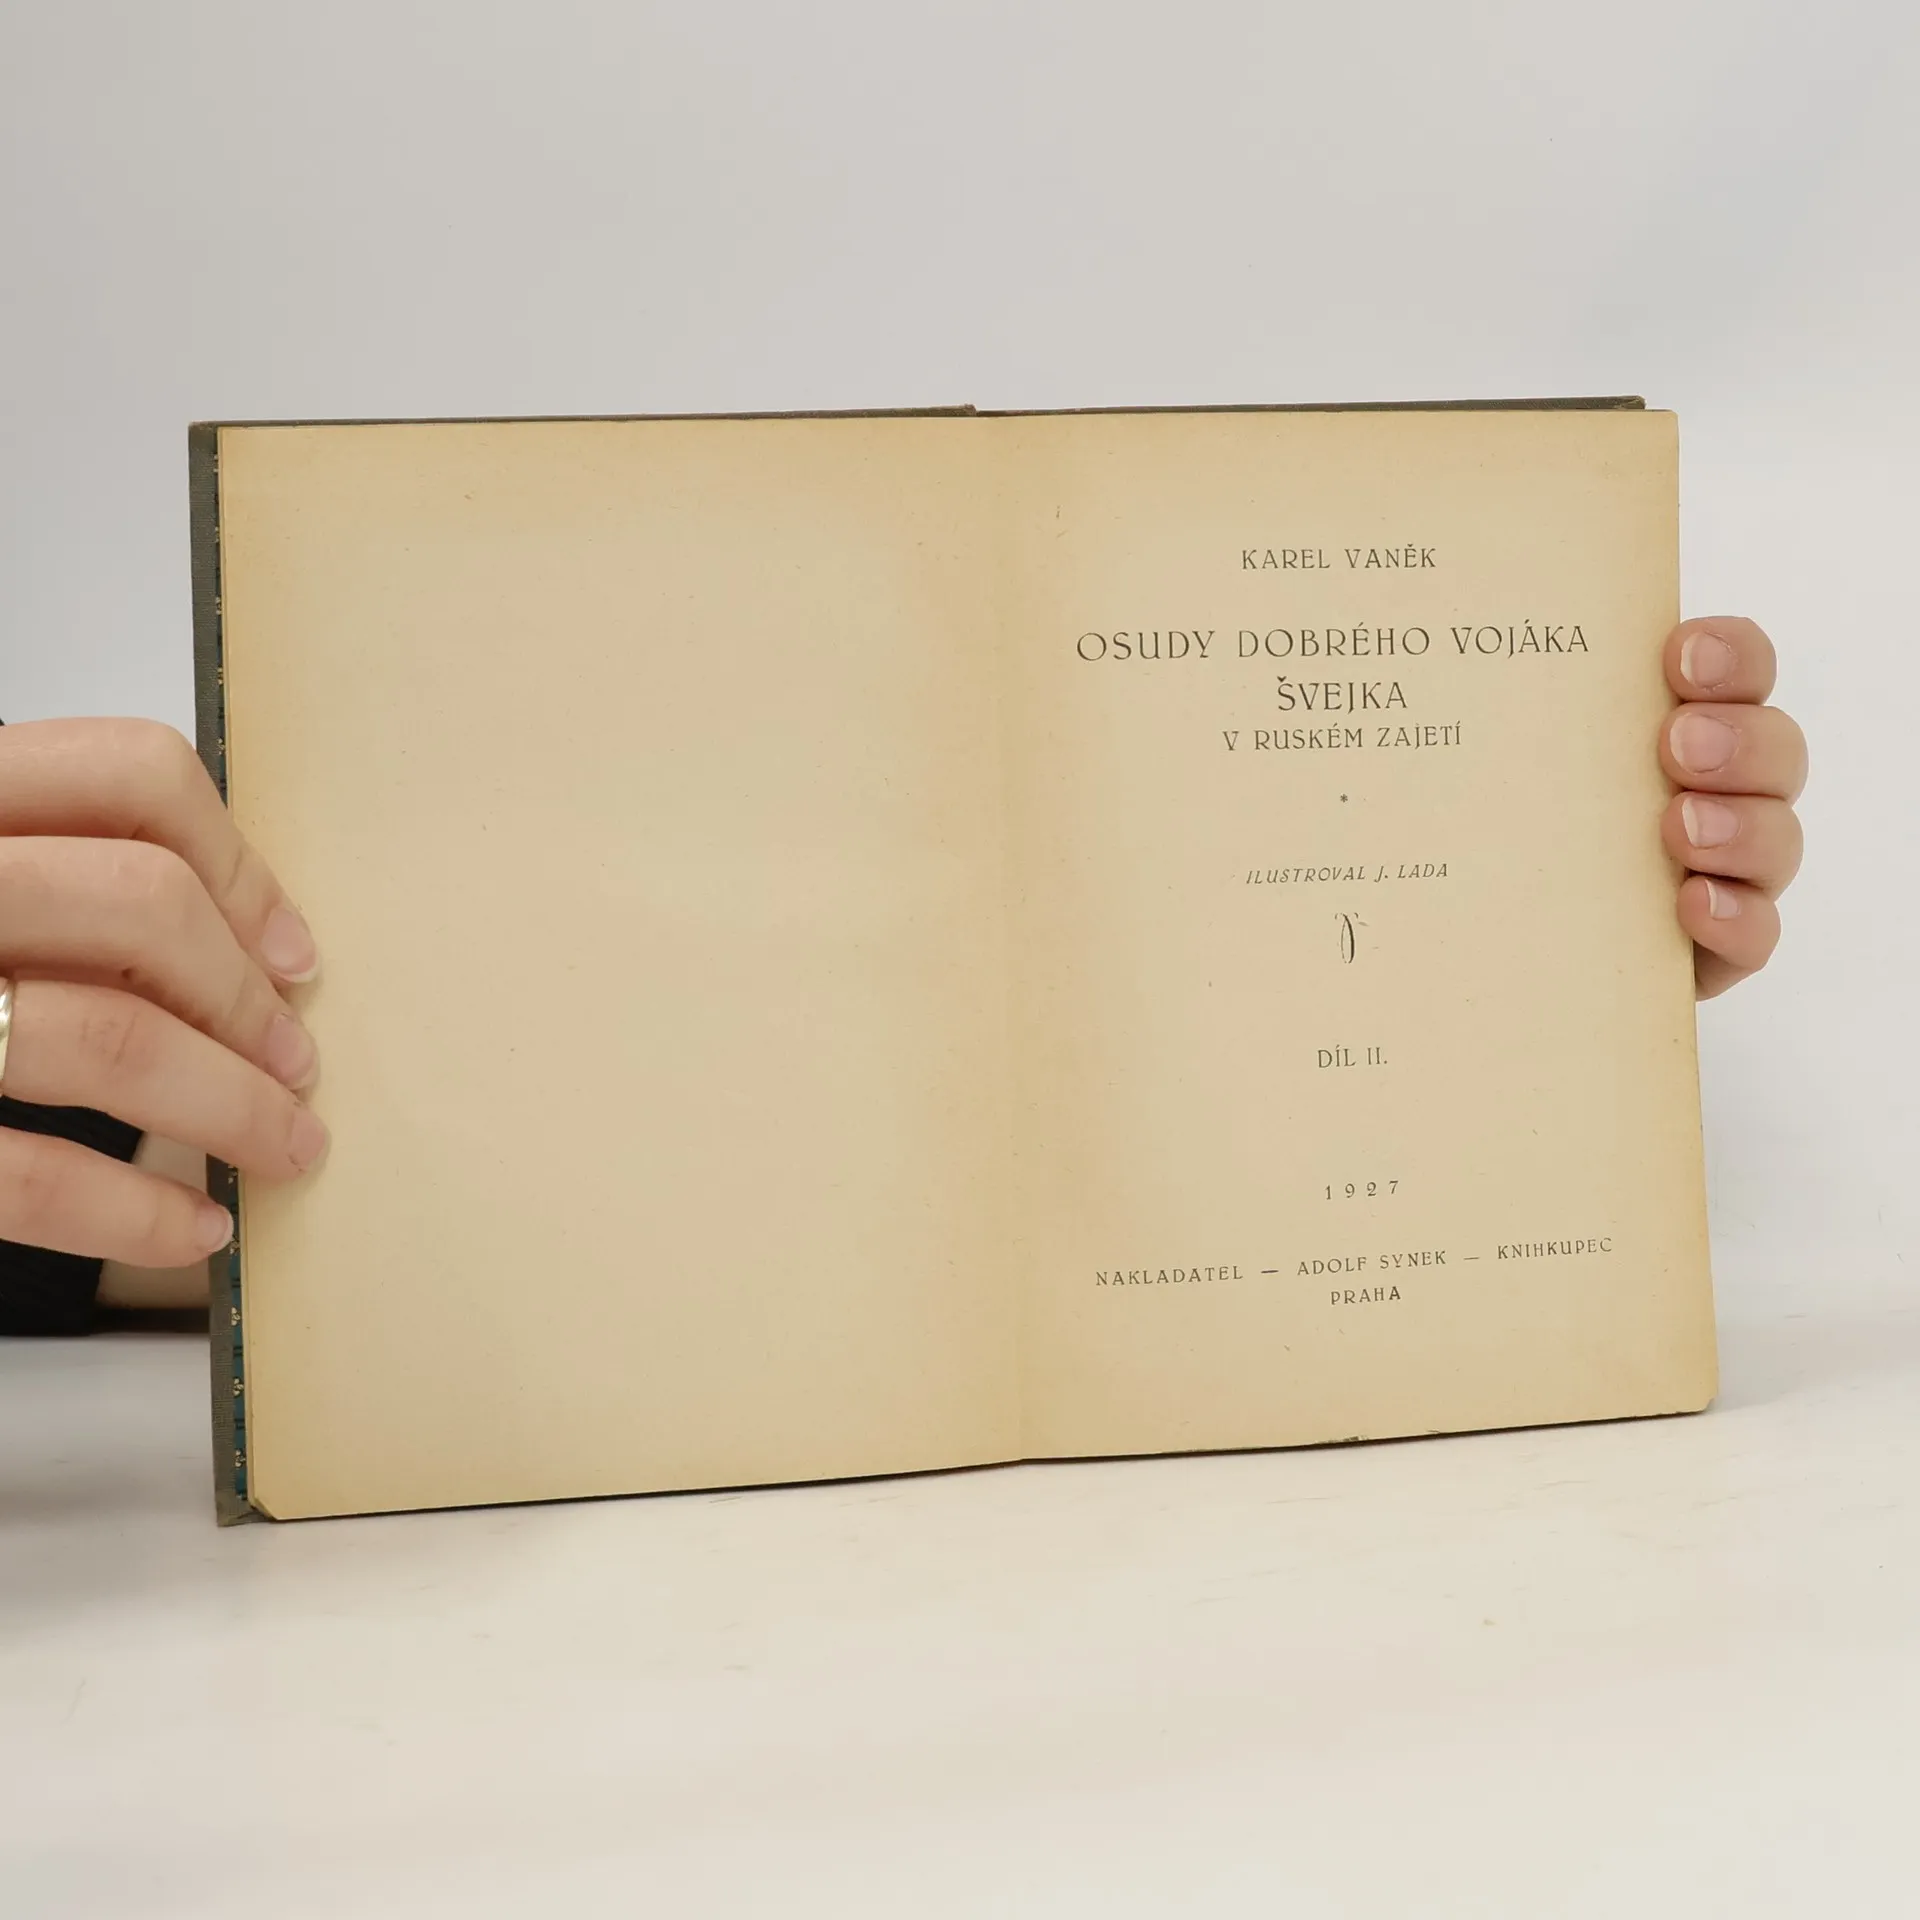 KAREL VANĚK
OSUDY DOBRÉHO VOJÁKA
ŠVEJKA
V RUSKÉM ZAJETÍ
*
ILUSTROVAL J. LADA
DÍL II.
1927
NAKLADATEL — ADOLF SYNEK — KNIHKUPEC
PRAHA